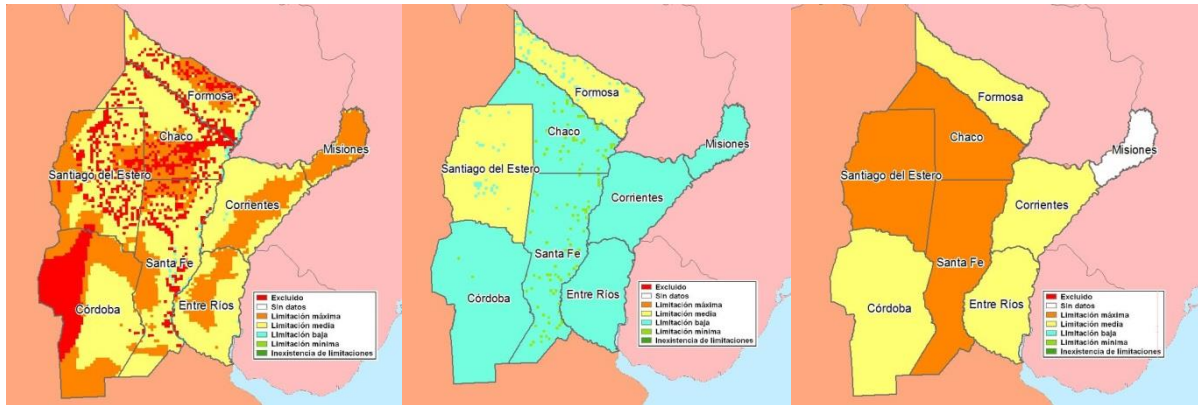 Formosa
Chaco
Misiones
Santiago del Estero
Corrientes
Santa Fe
Córdoba
Entre Ríos
Excluido
Sin datos
Limitación máxima
Limitación media
Limitación baja
Limitación mínima
Inexistencia de limitaciones
Formosa
Chaco
Misiones
Santiago del Estero
Corrientes
Santa Fe
Córdoba
Entre Ríos
Excluido
Sin datos
Limitación máxima
Limitación media
Limitación baja
Limitación mínima
Inexistencia de limitaciones
Formosa
Chaco
Misiones
Santiago del Estero
Corrientes
Santa Fe
Córdoba
Entre Ríos
Excluido
Sin datos
Limitación máxima
Limitación media
Limitación baja
Limitación mínima
Inexistencia de limitaciones